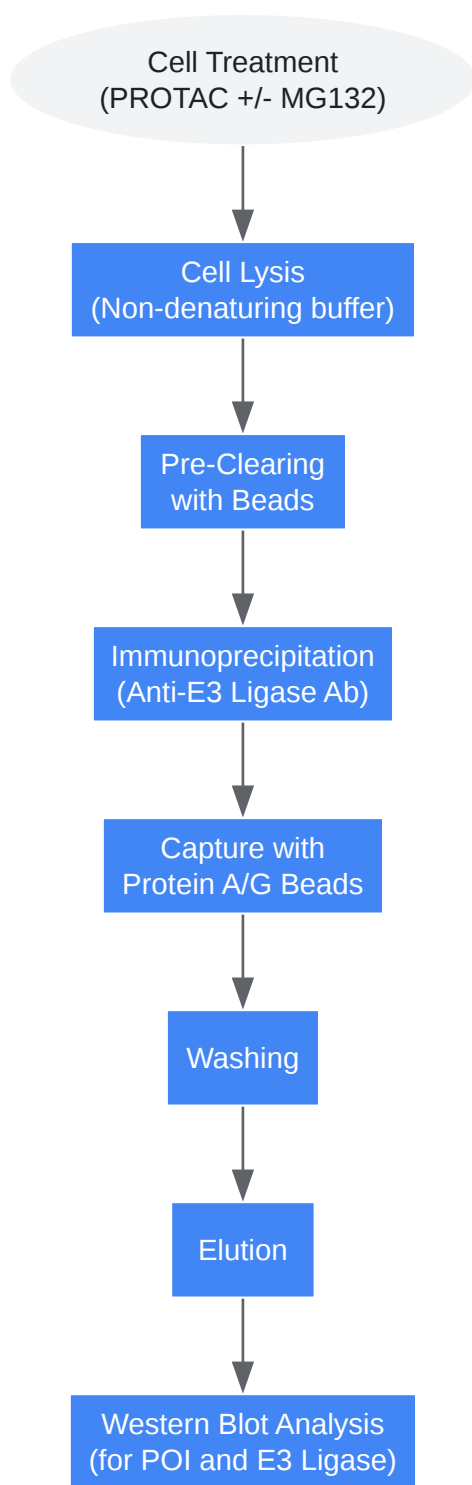 Cell Treatment
(PROTAC +/- MG132)
Cell Lysis
(Non-denaturing buffer)
Pre-Clearing
with Beads
Immunoprecipitation
(Anti-E3 Ligase Ab)
Capture with
Protein A/G Beads
Washing
Elution
Western Blot Analysis
(for POI and E3 Ligase)